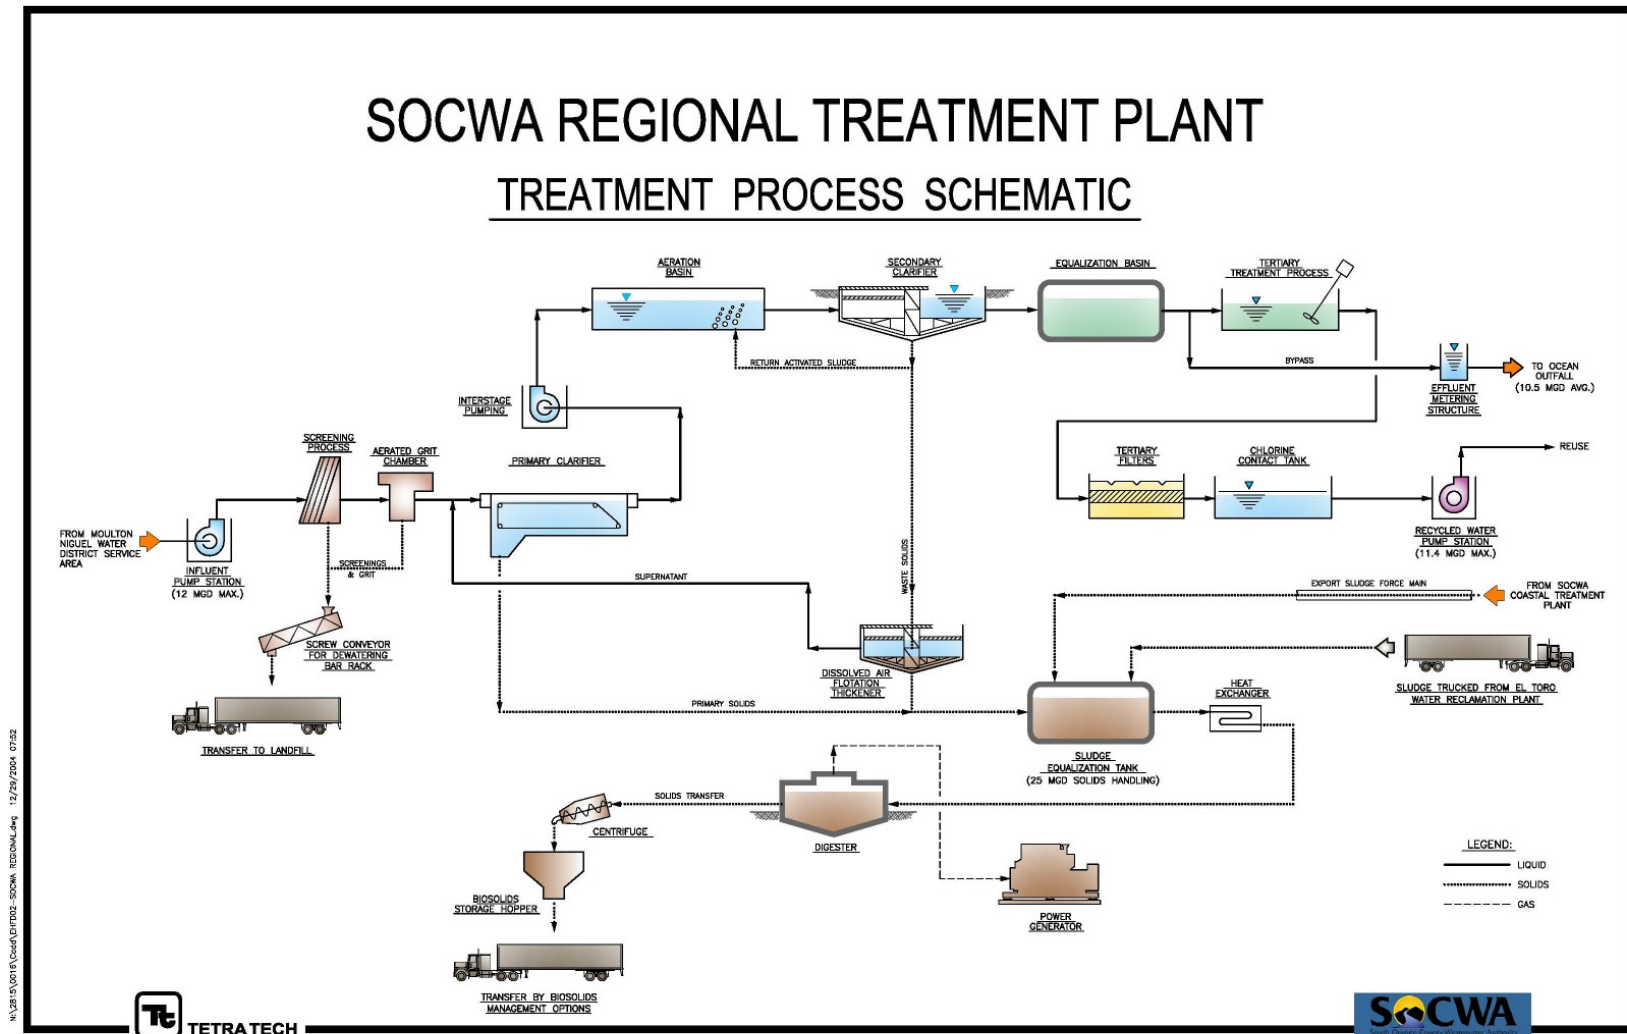 SOCWA REGIONAL TREATMENT PLANT
TREATMENT PROCESS SCHEMATIC
AERATION
BASIN
SECONDARY
CLARIFIER
EQUALIZATION BASIN
TERTIARY
TREATMENT PROCESS
RETURN ACTIVATED SLUDGE
BYPASS
TO OCEAN
OUTFALL
(10.5 MGD AVG.)
EFFLUENT
METERING
STRUCTURE
INTERSTAGE
PUMPING
SCREENING
PROCESS
AERATED GRIT
CHAMBER
PRIMARY CLARIFIER
TERTIARY
FILTERS
CHLORINE
CONTACT TANK
REUSE
FROM MOULTON
NIGUEL WATER
DISTRICT SERVICE
AREA
INFLUENT
PUMP STATION
(12 MGD MAX.)
SCREENINGS
& GRIT
SUPERNATANT
WASTE SOLIDS
RECYCLED WATER
PUMP STATION
(11.4 MGD MAX.)
EXPORT SLUDGE FORCE MAIN
FROM SOCWA
COASTAL TREATMENT
PLANT
SCREW CONVEYOR
FOR DEWATERING
BAR RACK
DISSOLVED AIR
FLOTATION
THICKENER
HEAT
EXCHANGER
SLUDGE TRUCKED FROM EL TORO
WATER RECLAMATION PLANT
PRIMARY SOLIDS
TRANSFER TO LANDFILL
SLUDGE
EQUALIZATION TANK
(25 MGD SOLIDS HANDLING)
SOLIDS TRANSFER
CENTRIFUGE
DIGESTER
BIOSOLIDS
STORAGE HOPPER
POWER
GENERATOR
TRANSFER BY BIOSOLIDS
MANAGEMENT OPTIONS
LEGEND:
LIQUID
SOLIDS
GAS
12/29/2004 07:52
Tt
TETRA TECH
SOCWA